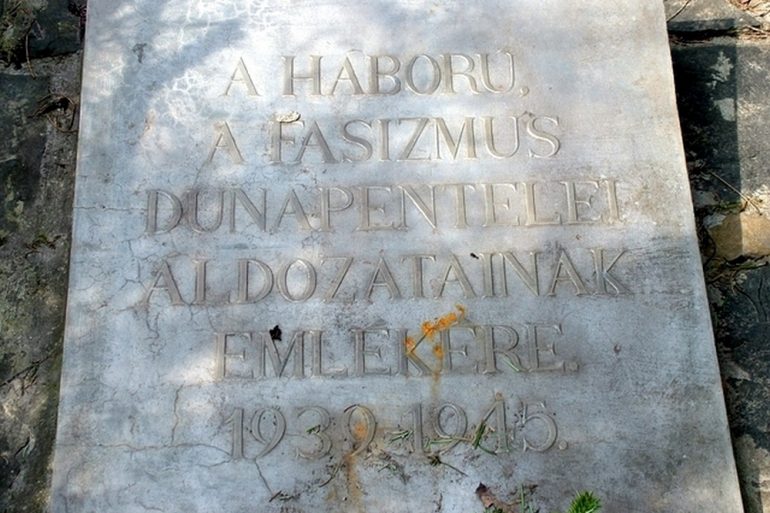 A HÁBORÚ,
A FASIZMUS
DUNAPENTELEI
ÁLDOZATAINAK
EMLÉKÉRE.
1939-1945.